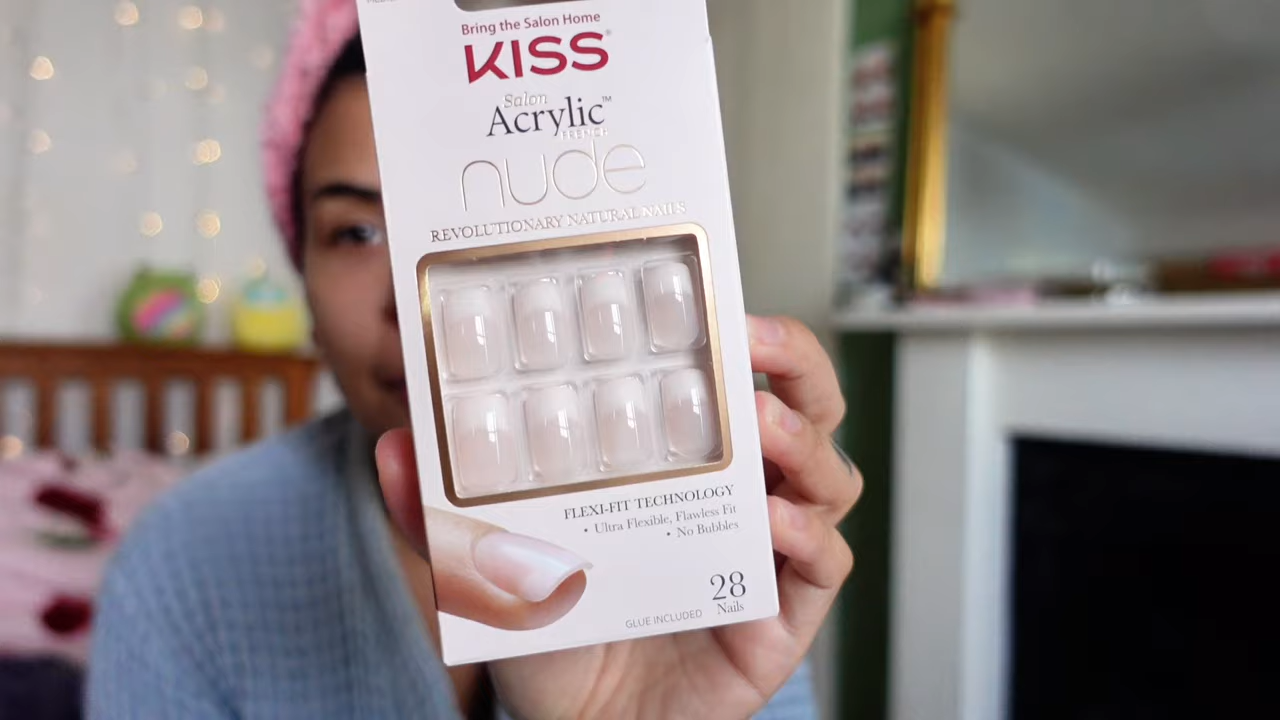 Bring the Salon Home
KISS
Salon
Acrylic™
FRENCH
nude
REVOLUTIONARY NATURAL NAILS
FLEXI-FIT TECHNOLOGY
• Ultra Flexible, Flawless Fit
• No Bubbles
28
Nails
GLUE INCLUDED